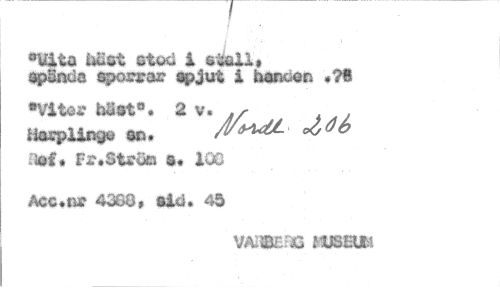 "Vita häst stod i stall,
spända sporrar spjut i handen .?"
"Viter häst". 2 v.
Harplinge sn. Nordl. 206
Ref. Fr.Ström s. 108
Acc.nr 4388, sid. 45
VARBERG MUSEUM